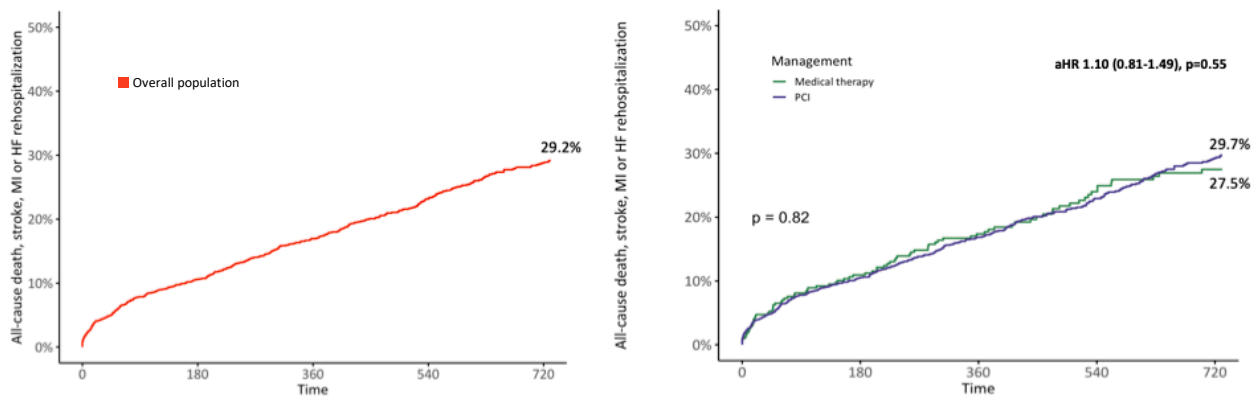 All-cause death, stroke, MI or HF rehospitalization
50%
40%
30%
20%
10%
0%
Overall population
29.2%
0 180 360 540 720
Time
All-cause death, stroke, MI or HF rehospitalization
50%
40%
30%
20%
10%
0%
Management
Medical therapy
PCI
aHR 1.10 (0.81-1.49), p=0.55
29.7%
27.5%
p = 0.82
0 180 360 540 720
Time